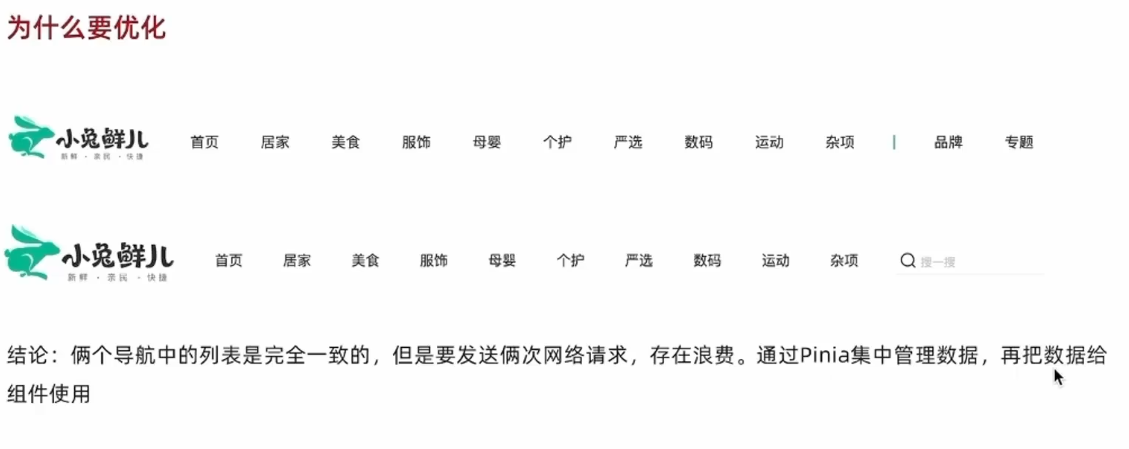 为什么要优化
小兔鲜儿 首页 居家 美食 服饰 母婴 个护 严选 数码 运动 杂项 | 品牌 专题
新鲜 · 亲民 · 快捷
小兔鲜儿 首页 居家 美食 服饰 母婴 个护 严选 数码 运动 杂项 搜一搜
新鲜 · 亲民 · 快捷
结论：俩个导航中的列表是完全一致的，但是要发送俩次网络请求，存在浪费。通过Pinia集中管理数据，再把数据给
组件使用